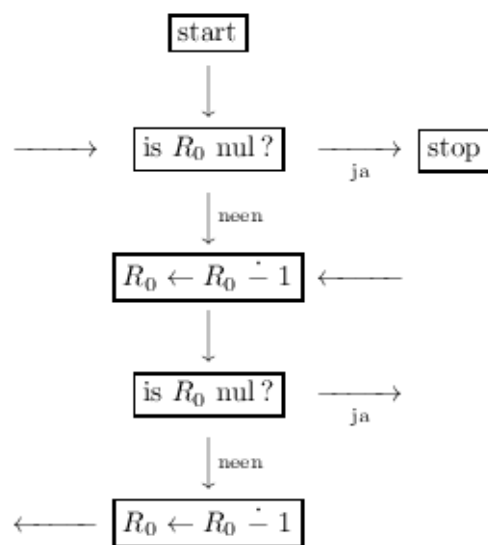 start
is R₀ nul ?
ja
stop
neen
R₀ ← R₀ ∸ 1
is R₀ nul ?
ja
neen
R₀ ← R₀ ∸ 1